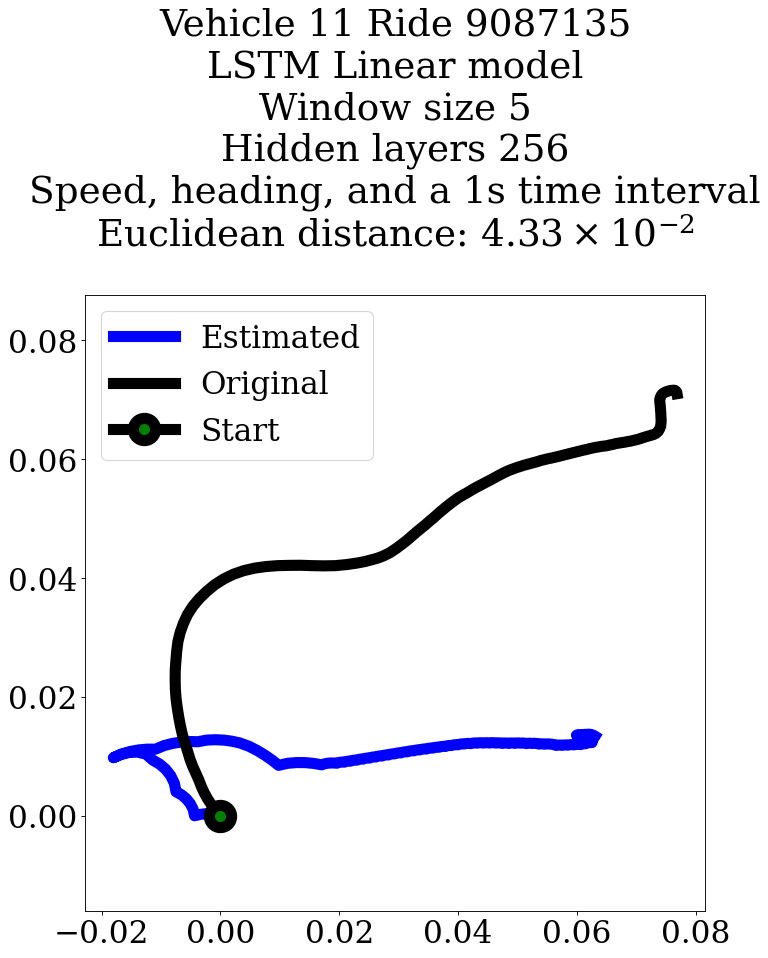 Vehicle 11 Ride 9087135
LSTM Linear model
Window size 5
Hidden layers 256
Speed, heading, and a 1s time interval
Euclidean distance: 4.33 × 10⁻²
Estimated
Original
Start
0.08
0.06
0.04
0.02
0.00
−0.02 0.00 0.02 0.04 0.06 0.08